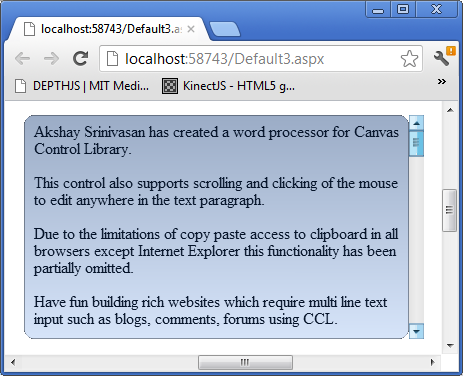 localhost:58743/Default3.as
localhost:58743/Default3.aspx
DEPTHJS | MIT Medi...
KinectJS - HTML5 g...
»
Akshay Srinivasan has created a word processor for Canvas
Control Library.
This control also supports scrolling and clicking of the mouse
to edit anywhere in the text paragraph.
Due to the limitations of copy paste access to clipboard in all
browsers except Internet Explorer this functionality has been
partially omitted.
Have fun building rich websites which require multi line text
input such as blogs, comments, forums using CCL.